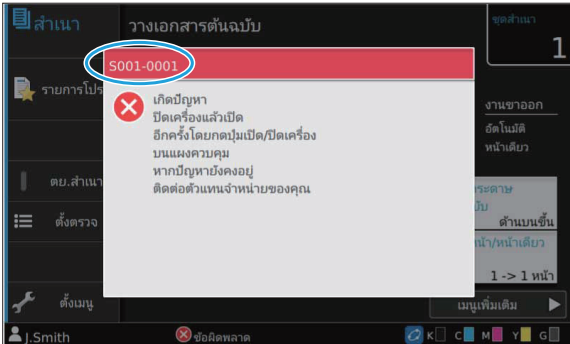 สำเนา
วางเอกสารต้นฉบับ
ชุดสำเนา
1
S001-0001
รายการโปร
เกิดปัญหา
ปิดเครื่องแล้วเปิด
อีกครั้งโดยกดปุ่มเปิด/ปิดเครื่อง
บนแผงควบคุม
หากปัญหายังคงอยู่
ติดต่อตัวแทนจำหน่ายของคุณ
งานขาออก
อัตโนมัติ
หน้าเดียว
ตย.สำเนา
ตั้งตรวจ
ระดาษ
ับ
ด้านบนขึ้น
น้า/หน้าเดียว
1 -> 1 หน้า
ตั้งเมนู
เมนูเพิ่มเติม
J.Smith
ข้อผิดพลาด
K C M Y G